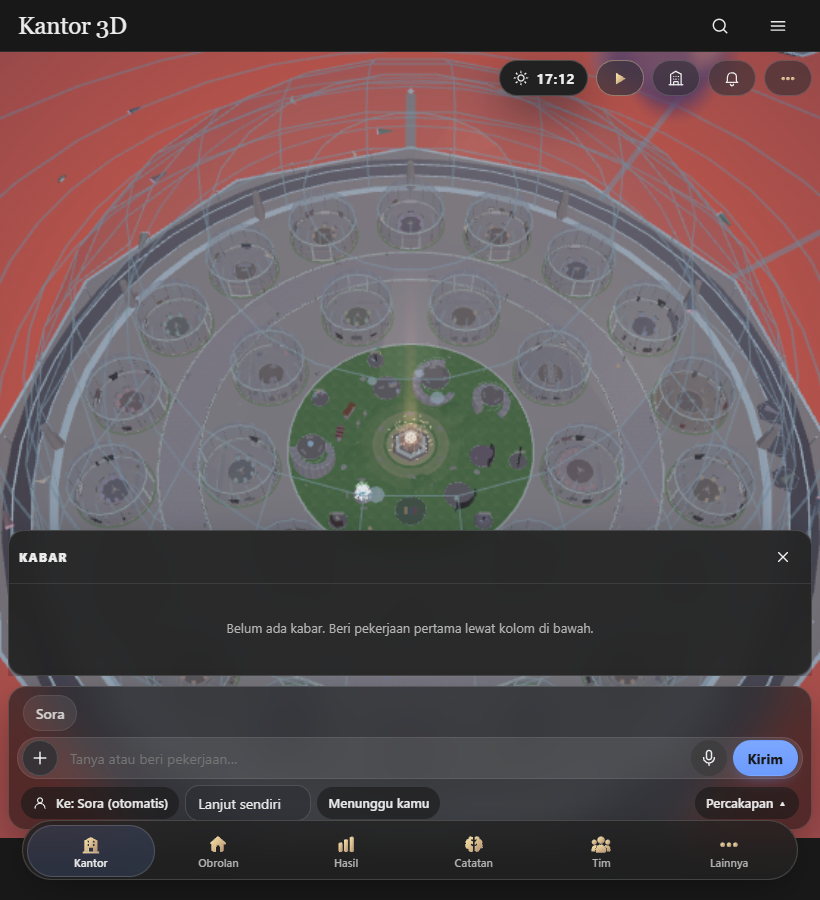 Kantor 3D
17:12
KABAR
Belum ada kabar. Beri pekerjaan pertama lewat kolom di bawah.
Sora
Tanya atau beri pekerjaan...
Kirim
Ke: Sora (otomatis)
Lanjut sendiri
Menunggu kamu
Percakapan
Kantor
Obrolan
Hasil
Catatan
Tim
Lainnya